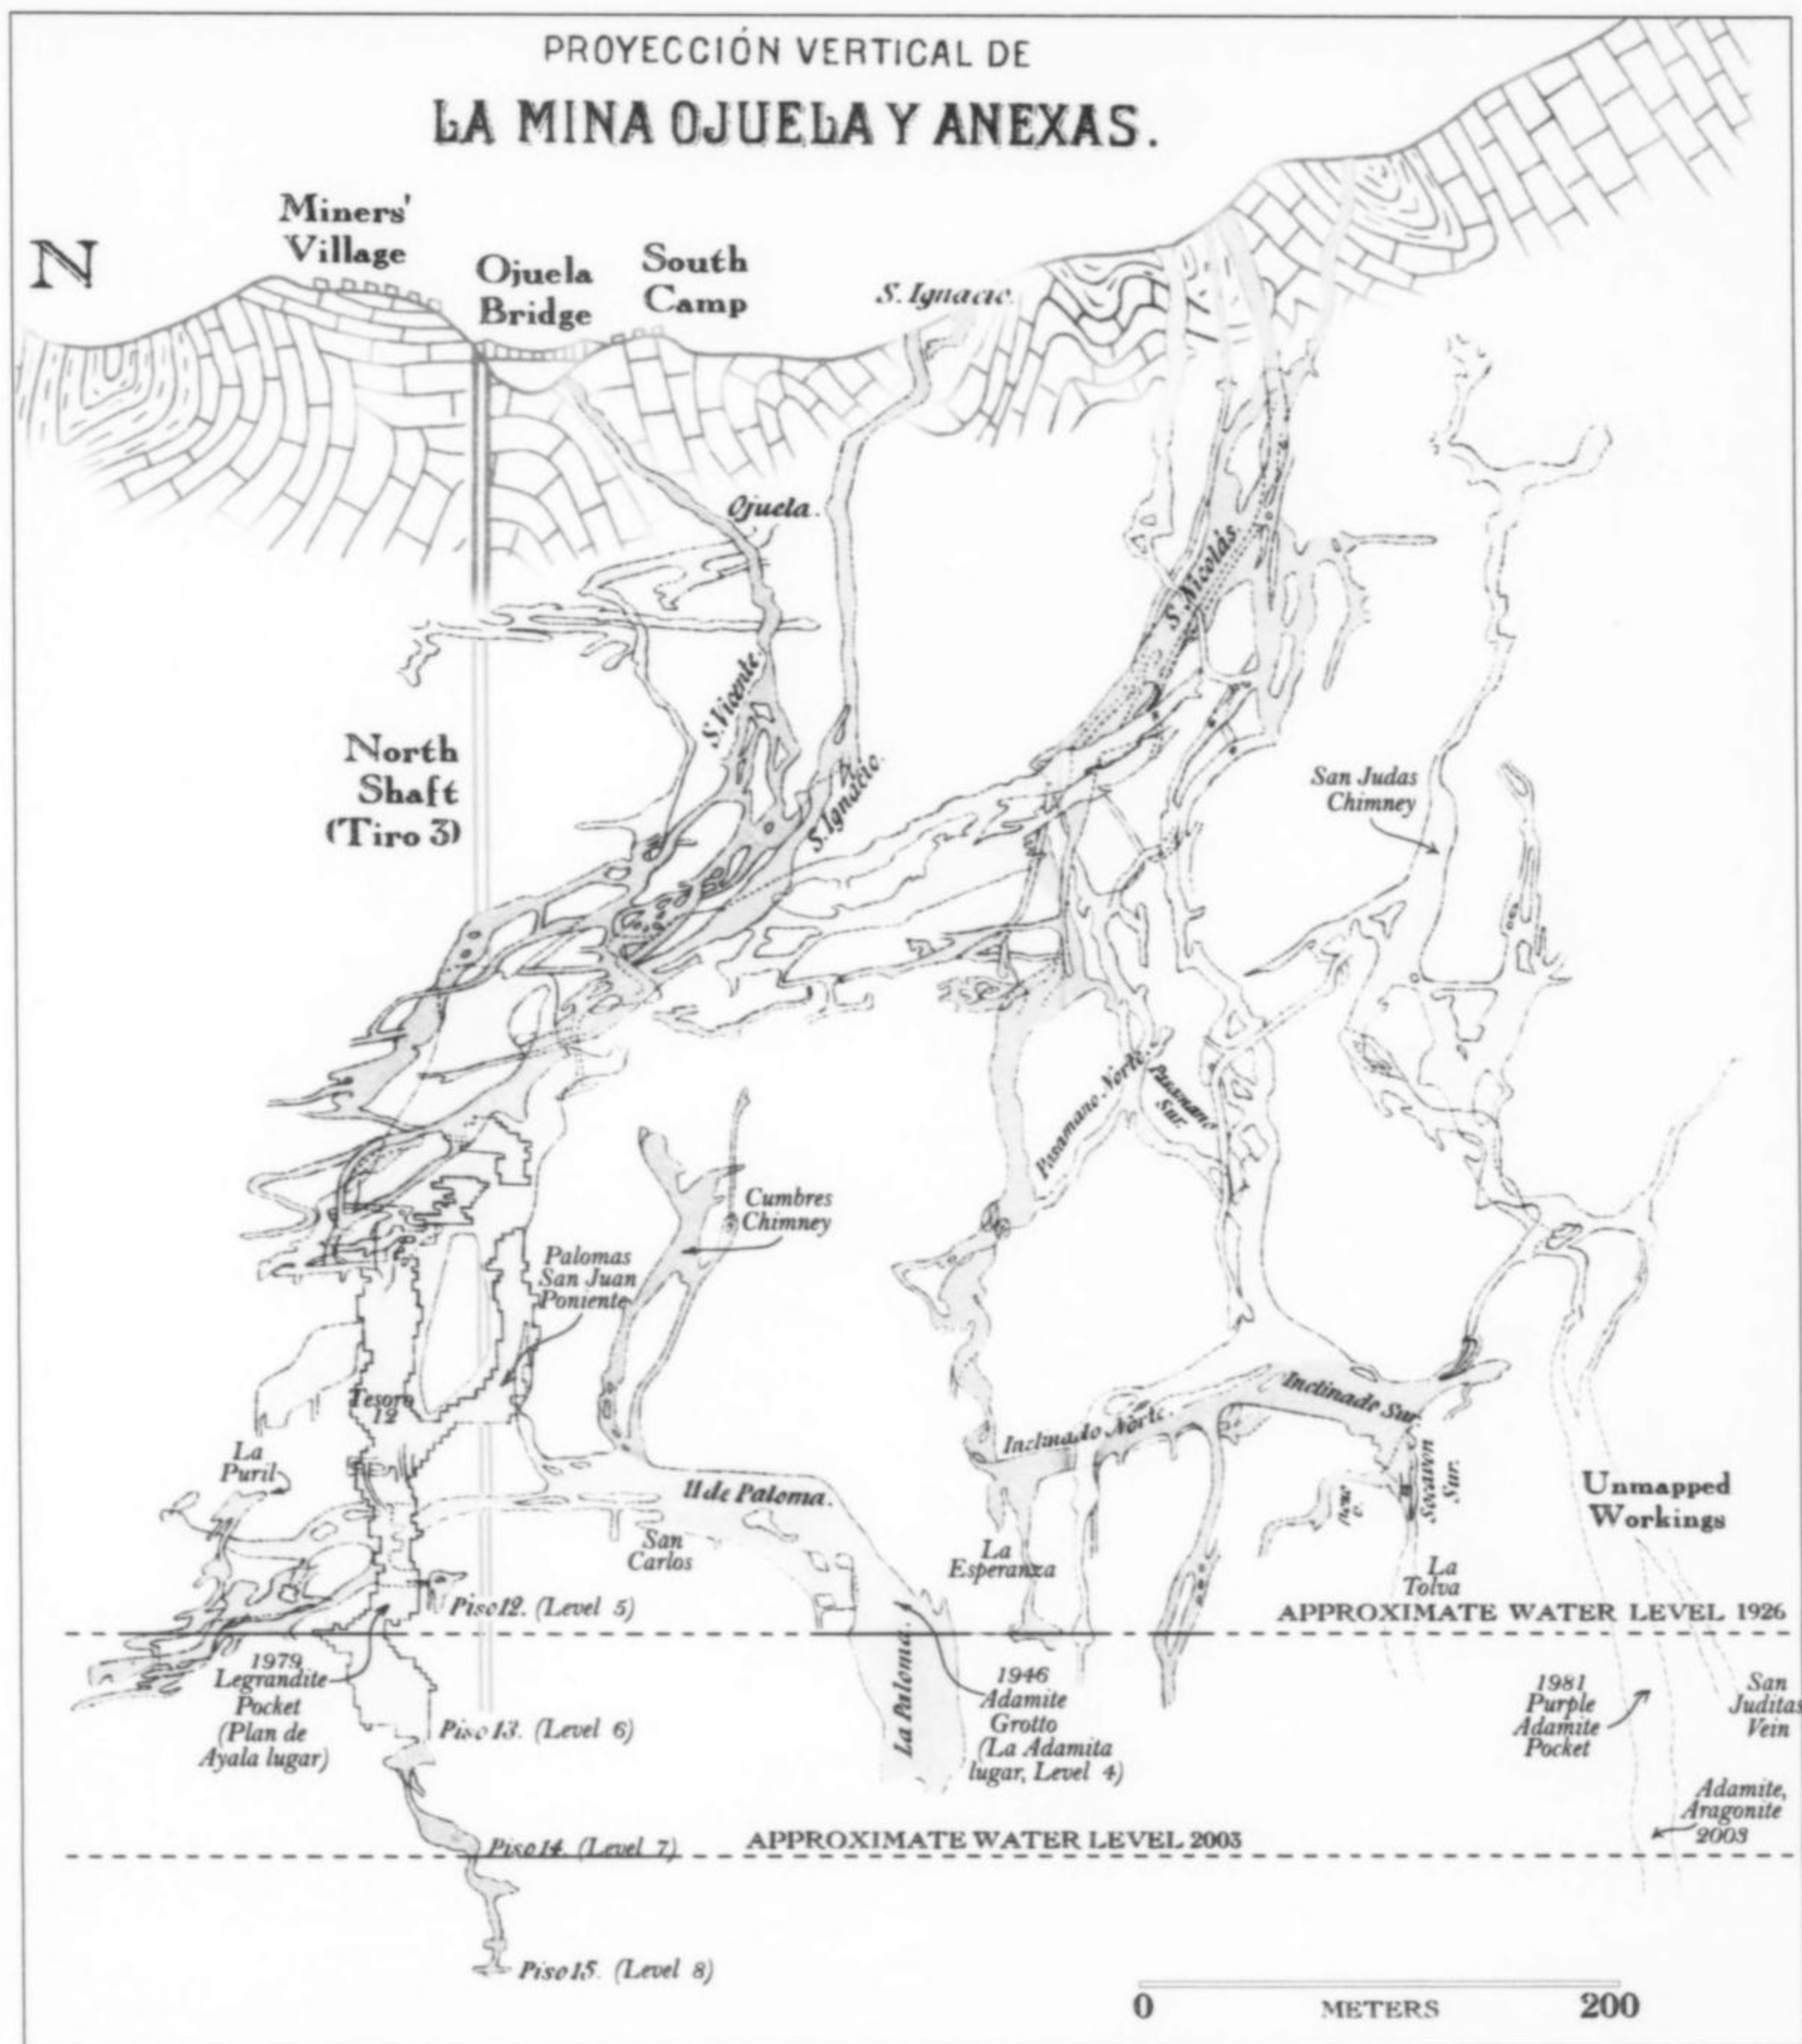 PROYECCIÓN VERTICAL DE
LA MINA OJUELA Y ANEXAS.
N
Miners'
Village
Ojuela
Bridge
South
Camp
S. Ignacio.
Ojuela.
S. Nicolás.
S. Vicente.
S. Ignacio.
North
Shaft
(Tiro 3)
San Judas
Chimney
Pasamano Norte.
Pasamano
Sur.
Cumbres
Chimney
Palomas
San Juan
Poniente
Tesoro
12
La
Puril
Inclinado Norte.
Inclinado Sur.
Socavon
Sur.
11 de Paloma.
San
Carlos
La
Esperanza
La
Tolva
Unmapped
Workings
Piso 12. (Level 5)
APPROXIMATE WATER LEVEL 1926
1979
Legrandite
Pocket
(Plan de
Ayala lugar)
Piso 13. (Level 6)
La Paloma.
1946
Adamite
Grotto
(La Adamita
lugar, Level 4)
1981
Purple
Adamite
Pocket
San
Juditas
Vein
Adamite,
Aragonite
2003
Piso 14. (Level 7)
APPROXIMATE WATER LEVEL 2003
Piso 15. (Level 8)
0 METERS 200